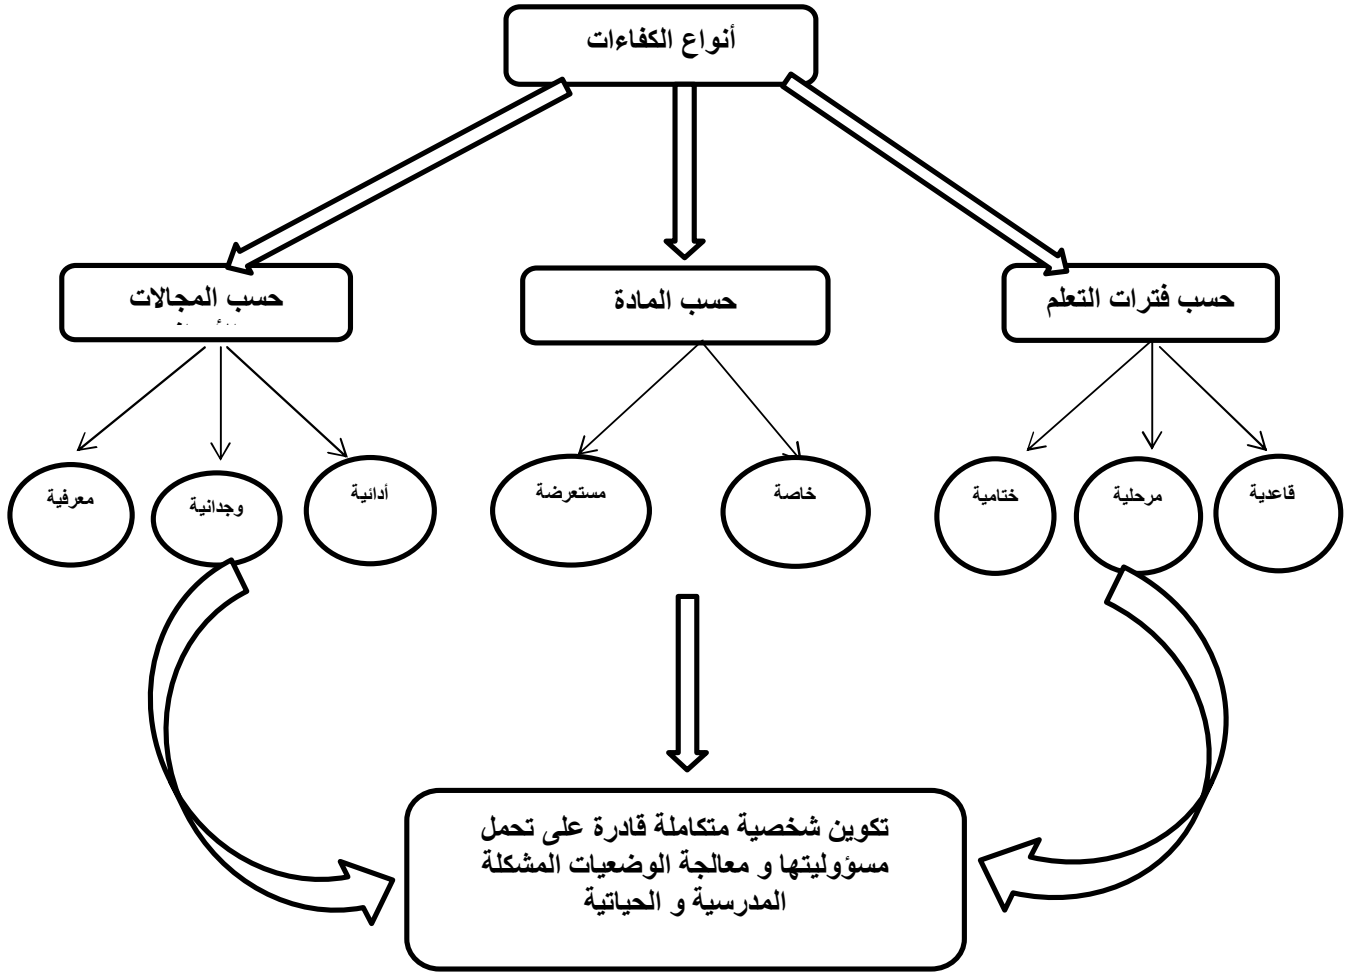 أنواع الكفاءات
حسب فترات التعلم
حسب المادة
حسب المجالات
قاعدية
مرحلية
ختامية
خاصة
مستعرضة
أدائية
وجدانية
معرفية
تكوين شخصية متكاملة قادرة على تحمل
مسؤوليتها و معالجة الوضعيات المشكلة
المدرسية و الحياتية